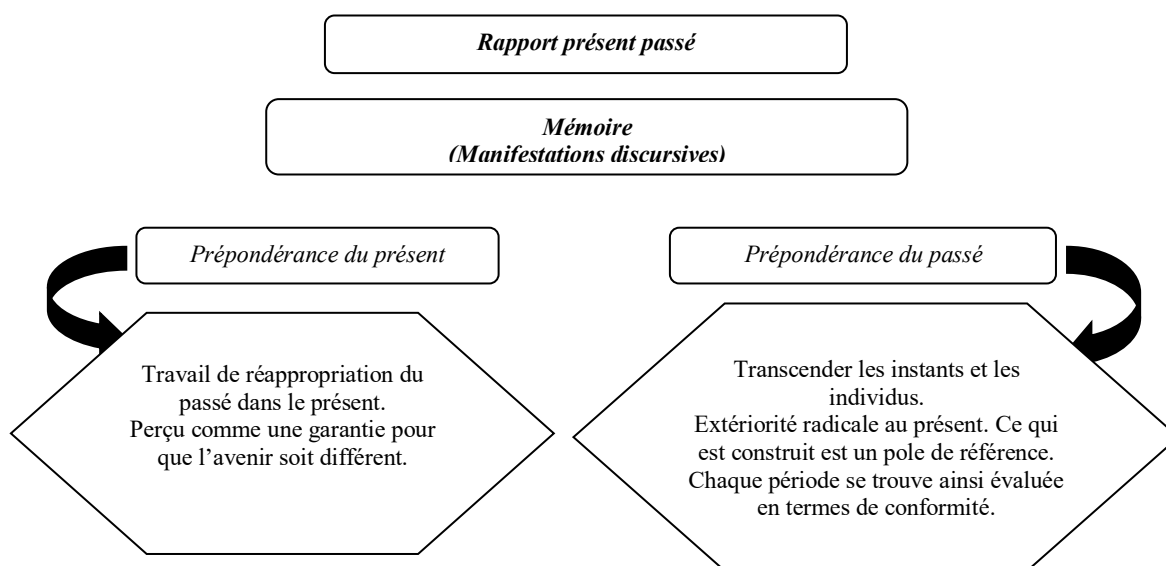 Rapport présent passé
Mémoire
(Manifestations discursives)
Prépondérance du présent
Prépondérance du passé
Travail de réappropriation du
passé dans le présent.
Perçu comme une garantie pour
que l’avenir soit différent.
Transcender les instants et les
individus.
Extériorité radicale au présent. Ce qui
est construit est un pole de référence.
Chaque période se trouve ainsi évaluée
en termes de conformité.